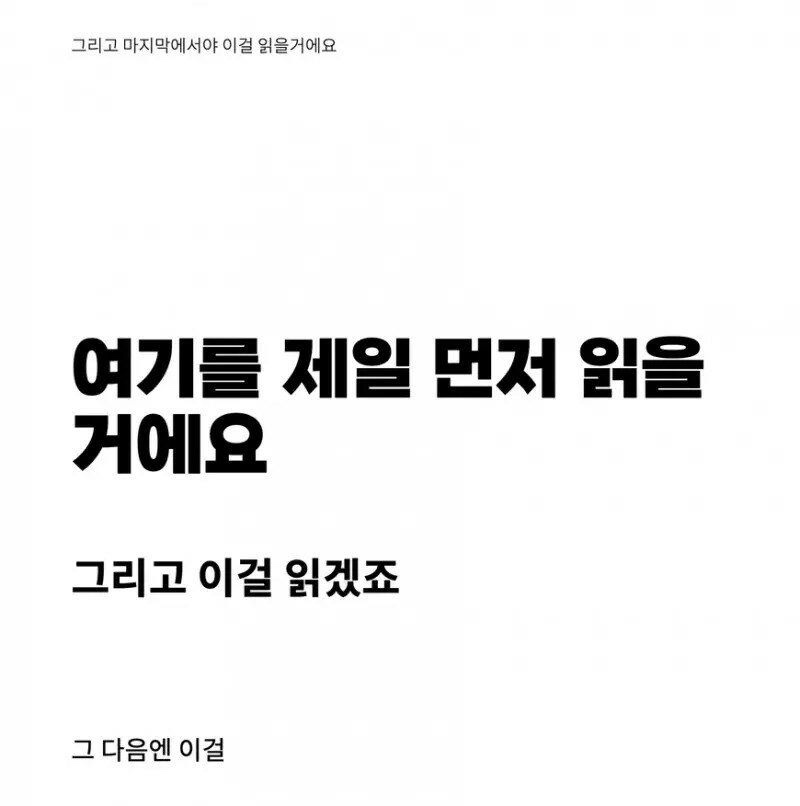 그리고 마지막에서야 이걸 읽을거에요
여기를 제일 먼저 읽을
거에요
그리고 이걸 읽겠죠
그 다음엔 이걸